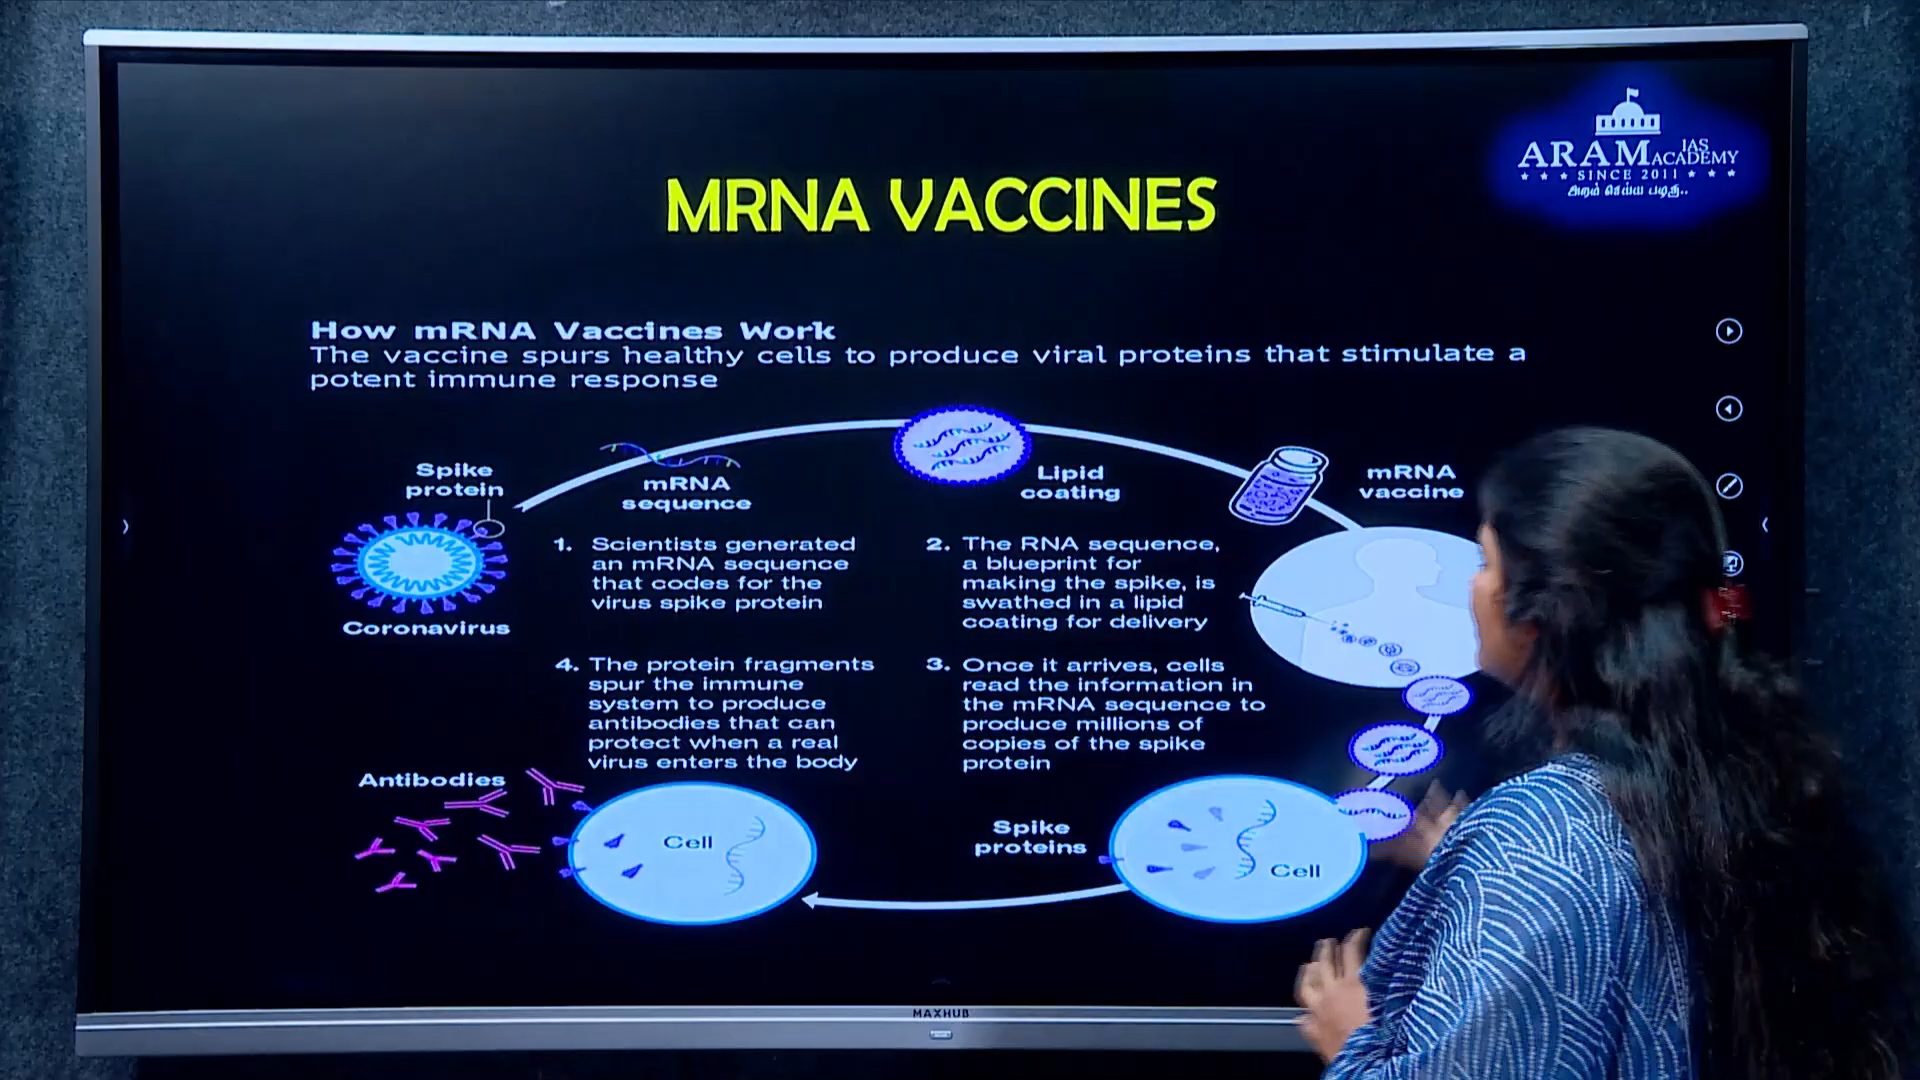 ARAM IAS ACADEMY
★ ★ ★ SINCE 2011 ★ ★ ★
அறம் செய்ய படித்து..
MRNA VACCINES
How mRNA Vaccines Work
The vaccine spurs healthy cells to produce viral proteins that stimulate a
potent immune response
Spike
protein
mRNA
sequence
Lipid
coating
mRNA
vaccine
Coronavirus
1. Scientists generated
an mRNA sequence
that codes for the
virus spike protein
2. The RNA sequence,
a blueprint for
making the spike, is
swathed in a lipid
coating for delivery
4. The protein fragments
spur the immune
system to produce
antibodies that can
protect when a real
virus enters the body
3. Once it arrives, cells
read the information in
the mRNA sequence to
produce millions of
copies of the spike
protein
Antibodies
Cell
Spike
proteins
Cell
MAXHUB